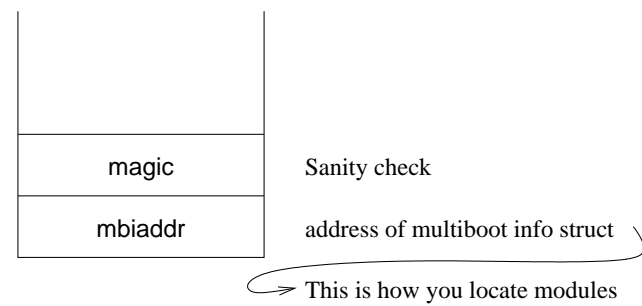 magic
Sanity check
mbiaddr
address of multiboot info struct
This is how you locate modules